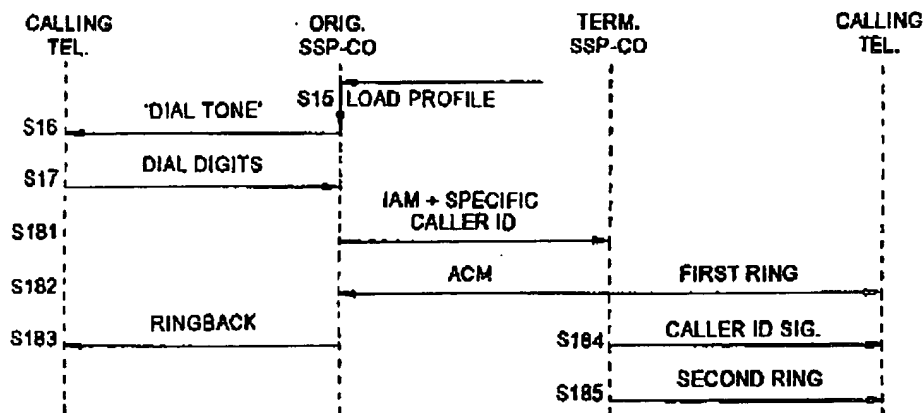 CALLING TEL.
ORIG. SSP-CO
TERM. SSP-CO
CALLING TEL.
S15 LOAD PROFILE
S16 "DIAL TONE"
S17 DIAL DIGITS
S181 IAM + SPECIFIC CALLER ID
S182 ACM FIRST RING
S183 RINGBACK
S184 CALLER ID SIG.
S185 SECOND RING